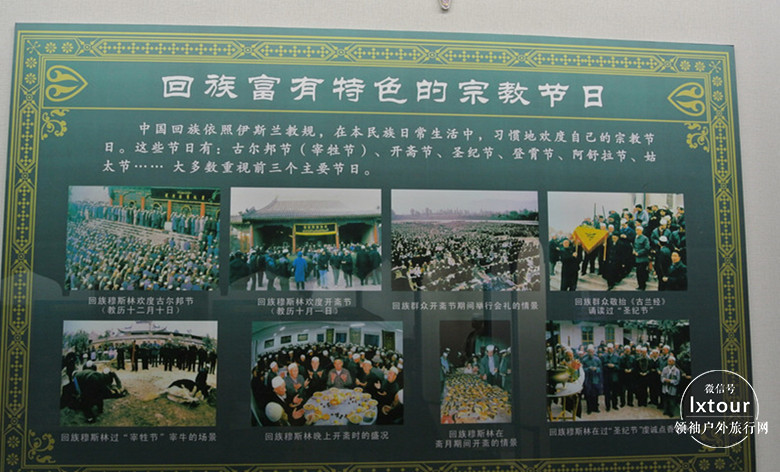 回族富有特色的宗教节日
中国回族依照伊斯兰教规，在本民族日常生活中，习惯地欢度自己的宗教节
日。这些节日有：古尔邦节（宰牲节）、开斋节、圣纪节、登霄节、阿舒拉节、姑
太节…… 大多数重视前三个主要节日。
回族穆斯林欢度古尔邦节
（教历十二月十日）
回族穆斯林欢度开斋节
（教历十月一日）
回族群众开斋节期间举行会礼的情景
回族群众敬抬《古兰经》
诵读过“圣纪节”
回族穆斯林过“宰牲节”宰牛的场景
回族穆斯林晚上开斋时的盛况
回族穆斯林在
斋月期间开斋的情景
回族穆斯林在过“圣纪节”虔诚点香
微信号
lxtour
领袖户外旅行网